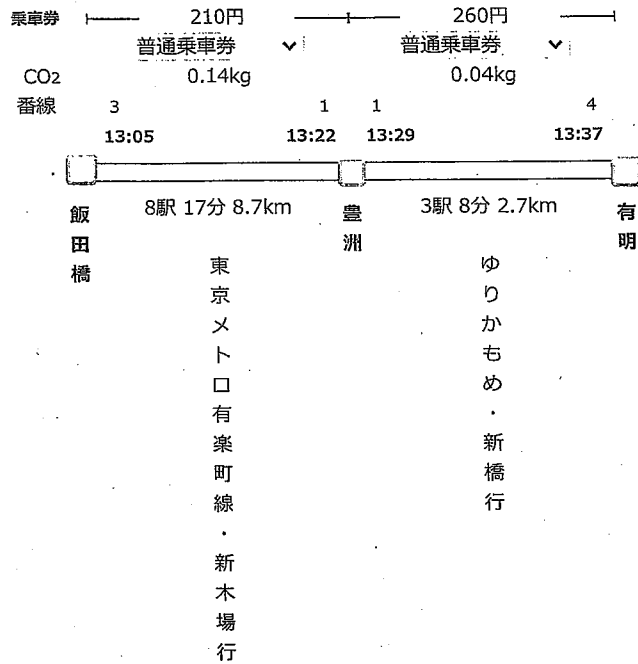 乗車券 210円 260円
普通乗車券 普通乗車券
CO2 0.14kg 0.04kg
番線 3 1 1 4
13:05 13:22 13:29 13:37
8駅 17分 8.7km 3駅 8分 2.7km
飯田橋
豊洲
有明
東京メトロ有楽町線・新木場行
ゆりかもめ・新橋行